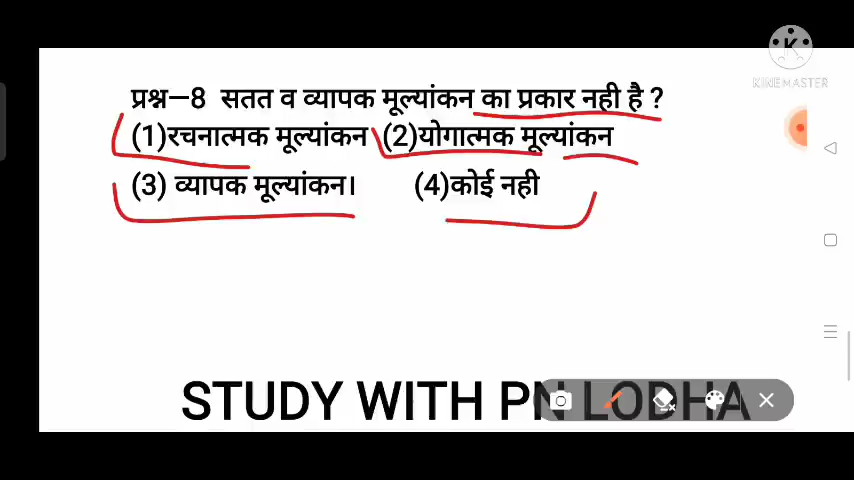 KINEMASTER
प्रश्न—8 सतत व व्यापक मूल्यांकन का प्रकार नही है ?
(1)रचनात्मक मूल्यांकन (2)योगात्मक मूल्यांकन
(3) व्यापक मूल्यांकन। (4)कोई नही
STUDY WITH PN LODHA